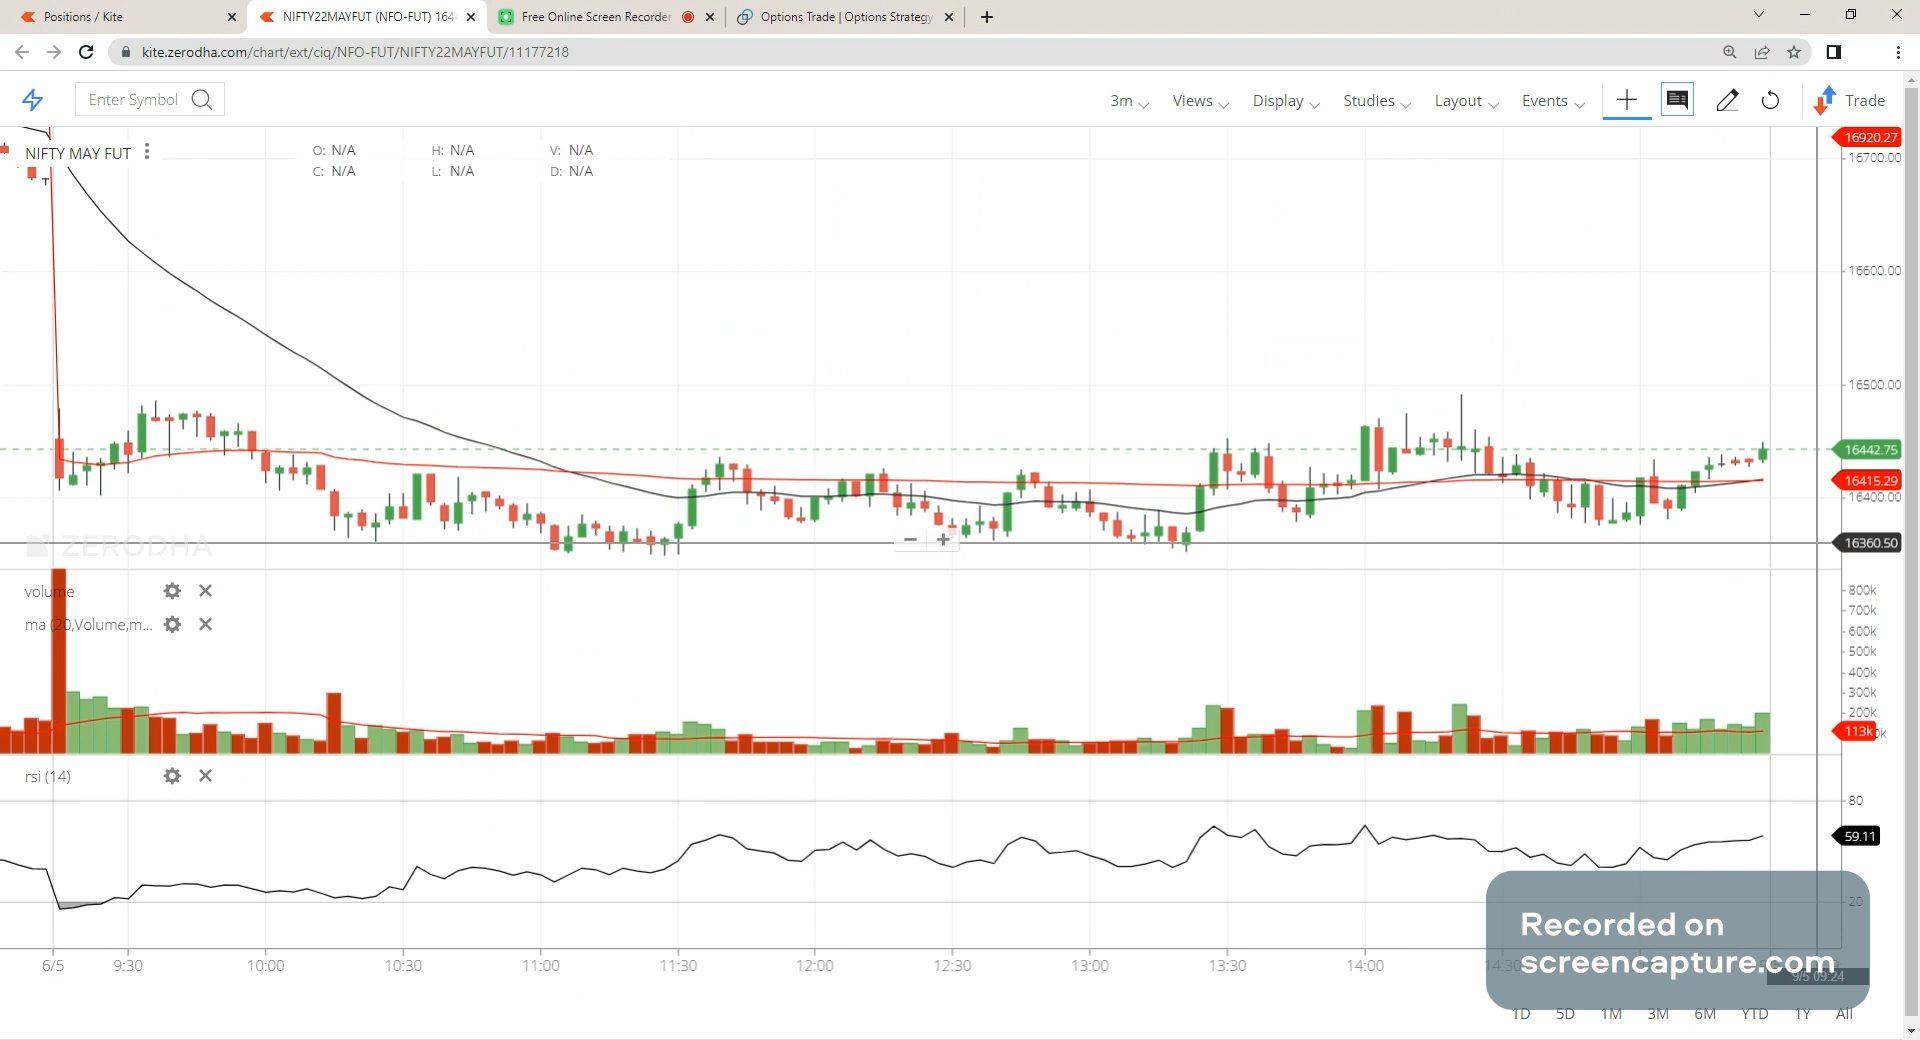 Positions / Kite
NIFTY22MAYFUT (NFO-FUT) 164
Free Online Screen Recorder
Options Trade | Options Strategy
kite.zerodha.com/chart/ext/ciq/NFO-FUT/NIFTY22MAYFUT/11177218
Enter Symbol
3m Views Display Studies Layout Events Trade
NIFTY MAY FUT
O: N/A H: N/A V: N/A
C: N/A L: N/A D: N/A
16920.27
16700.00
16600.00
16500.00
16442.75
16415.29
16400.00
16360.50
ZERODHA
volume
ma (20,Volume,m...
800k
700k
600k
500k
400k
300k
200k
113k
rsi (14)
80
59.11
20
Recorded on
screencapture.com
6/5 9:30 10:00 10:30 11:00 11:30 12:00 12:30 13:00 13:30 14:00 14:30
9/5 09:24
1D 5D 1M 3M 6M YTD 1Y All